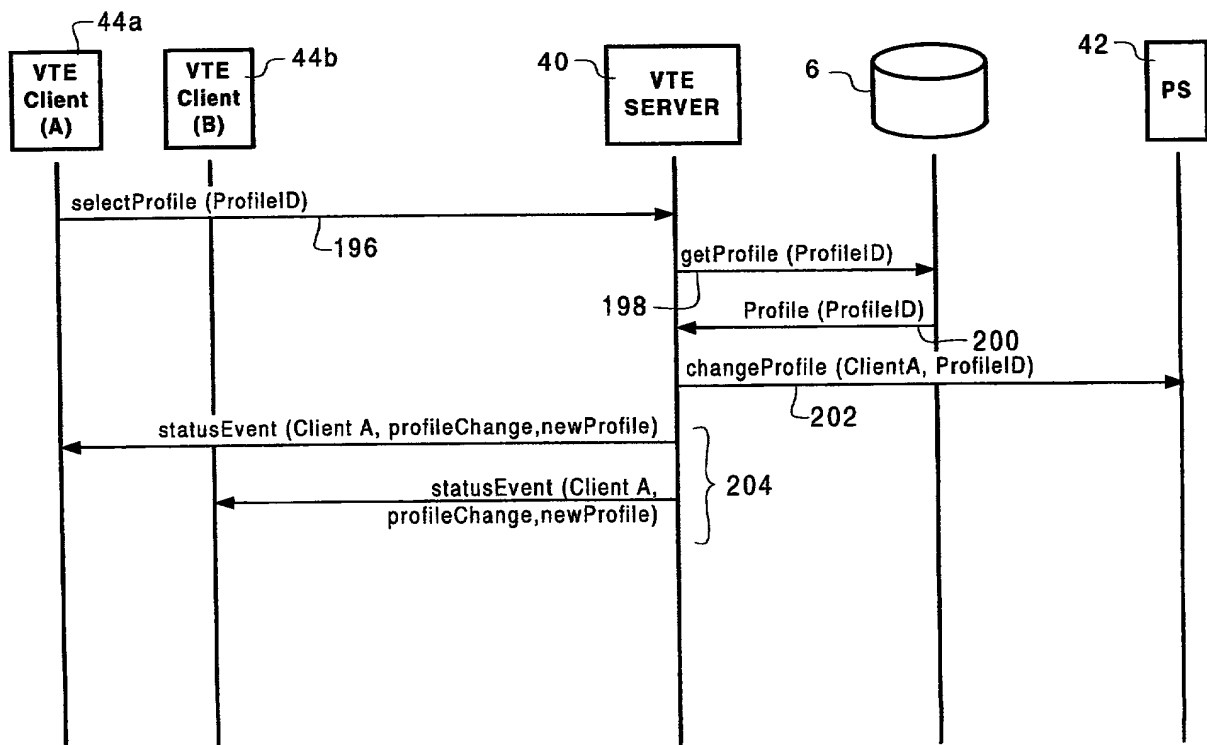 44a
VTE
Client
(A)
VTE
Client
(B)
44b
40
VTE
SERVER
6
42
PS
selectProfile (ProfileID)
196
getProfile (ProfileID)
198
Profile (ProfileID)
200
changeProfile (ClientA, ProfileID)
202
statusEvent (Client A, profileChange,newProfile)
statusEvent (Client A,
profileChange,newProfile)
204